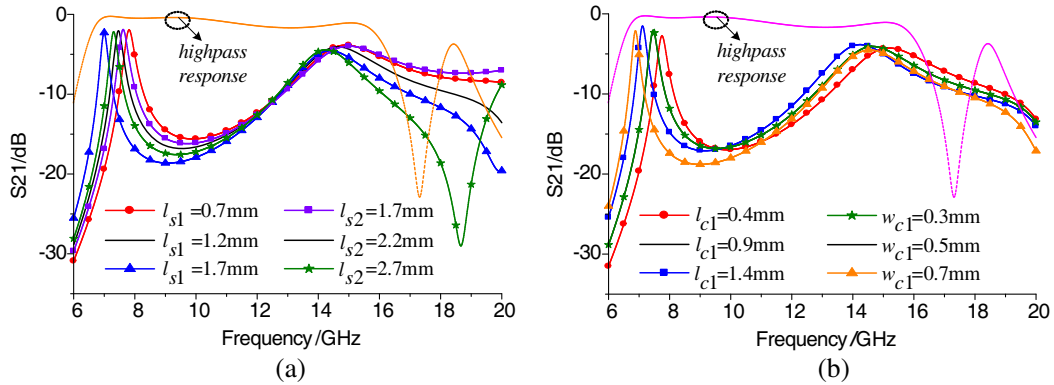 0
-10
-20
-30
S21/dB
highpass
response
l_s1 =0.7mm
l_s1 =1.2mm
l_s1 =1.7mm
l_s2=1.7mm
l_s2=2.2mm
l_s2=2.7mm
6 8 10 12 14 16 18 20
Frequency /GHz
(a)
0
-10
-20
-30
S21/dB
highpass
response
l_c1=0.4mm
l_c1=0.9mm
l_c1=1.4mm
w_c1=0.3mm
w_c1=0.5mm
w_c1=0.7mm
6 8 10 12 14 16 18 20
Frequency /GHz
(b)